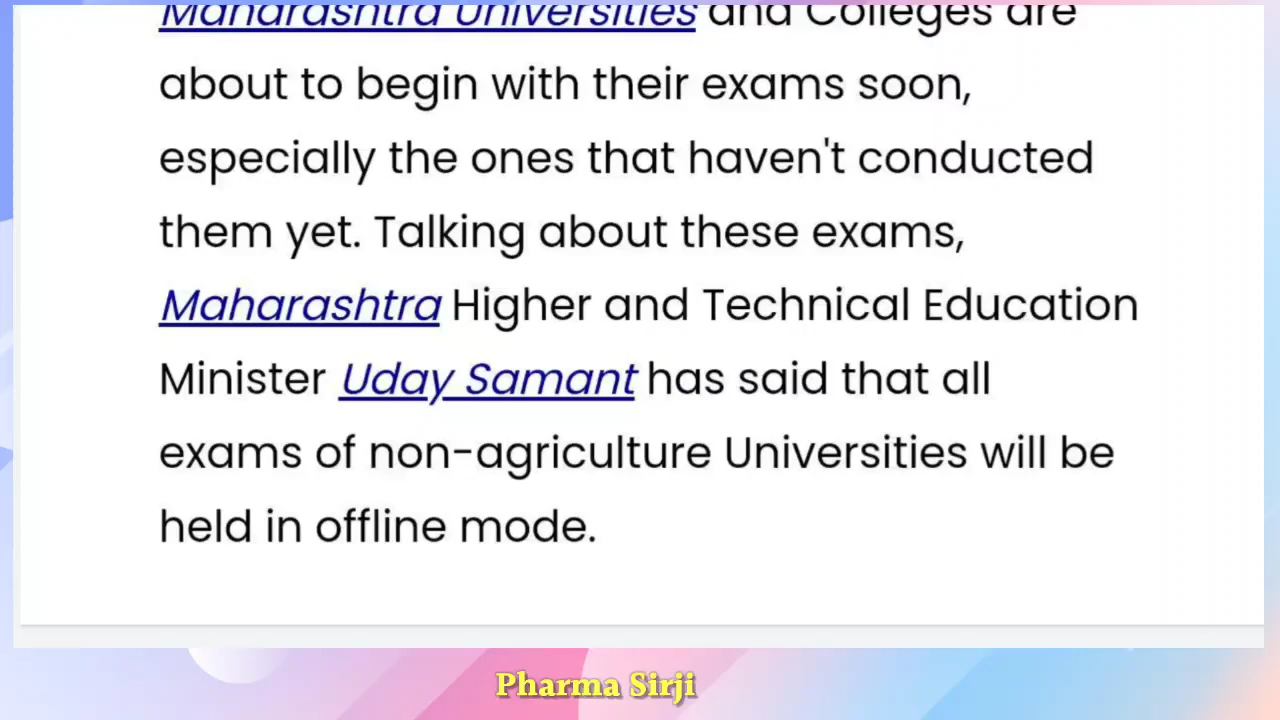 Maharashtra Universities and Colleges are
about to begin with their exams soon,
especially the ones that haven't conducted
them yet. Talking about these exams,
Maharashtra Higher and Technical Education
Minister Uday Samant has said that all
exams of non-agriculture Universities will be
held in offline mode.
Pharma Sirji